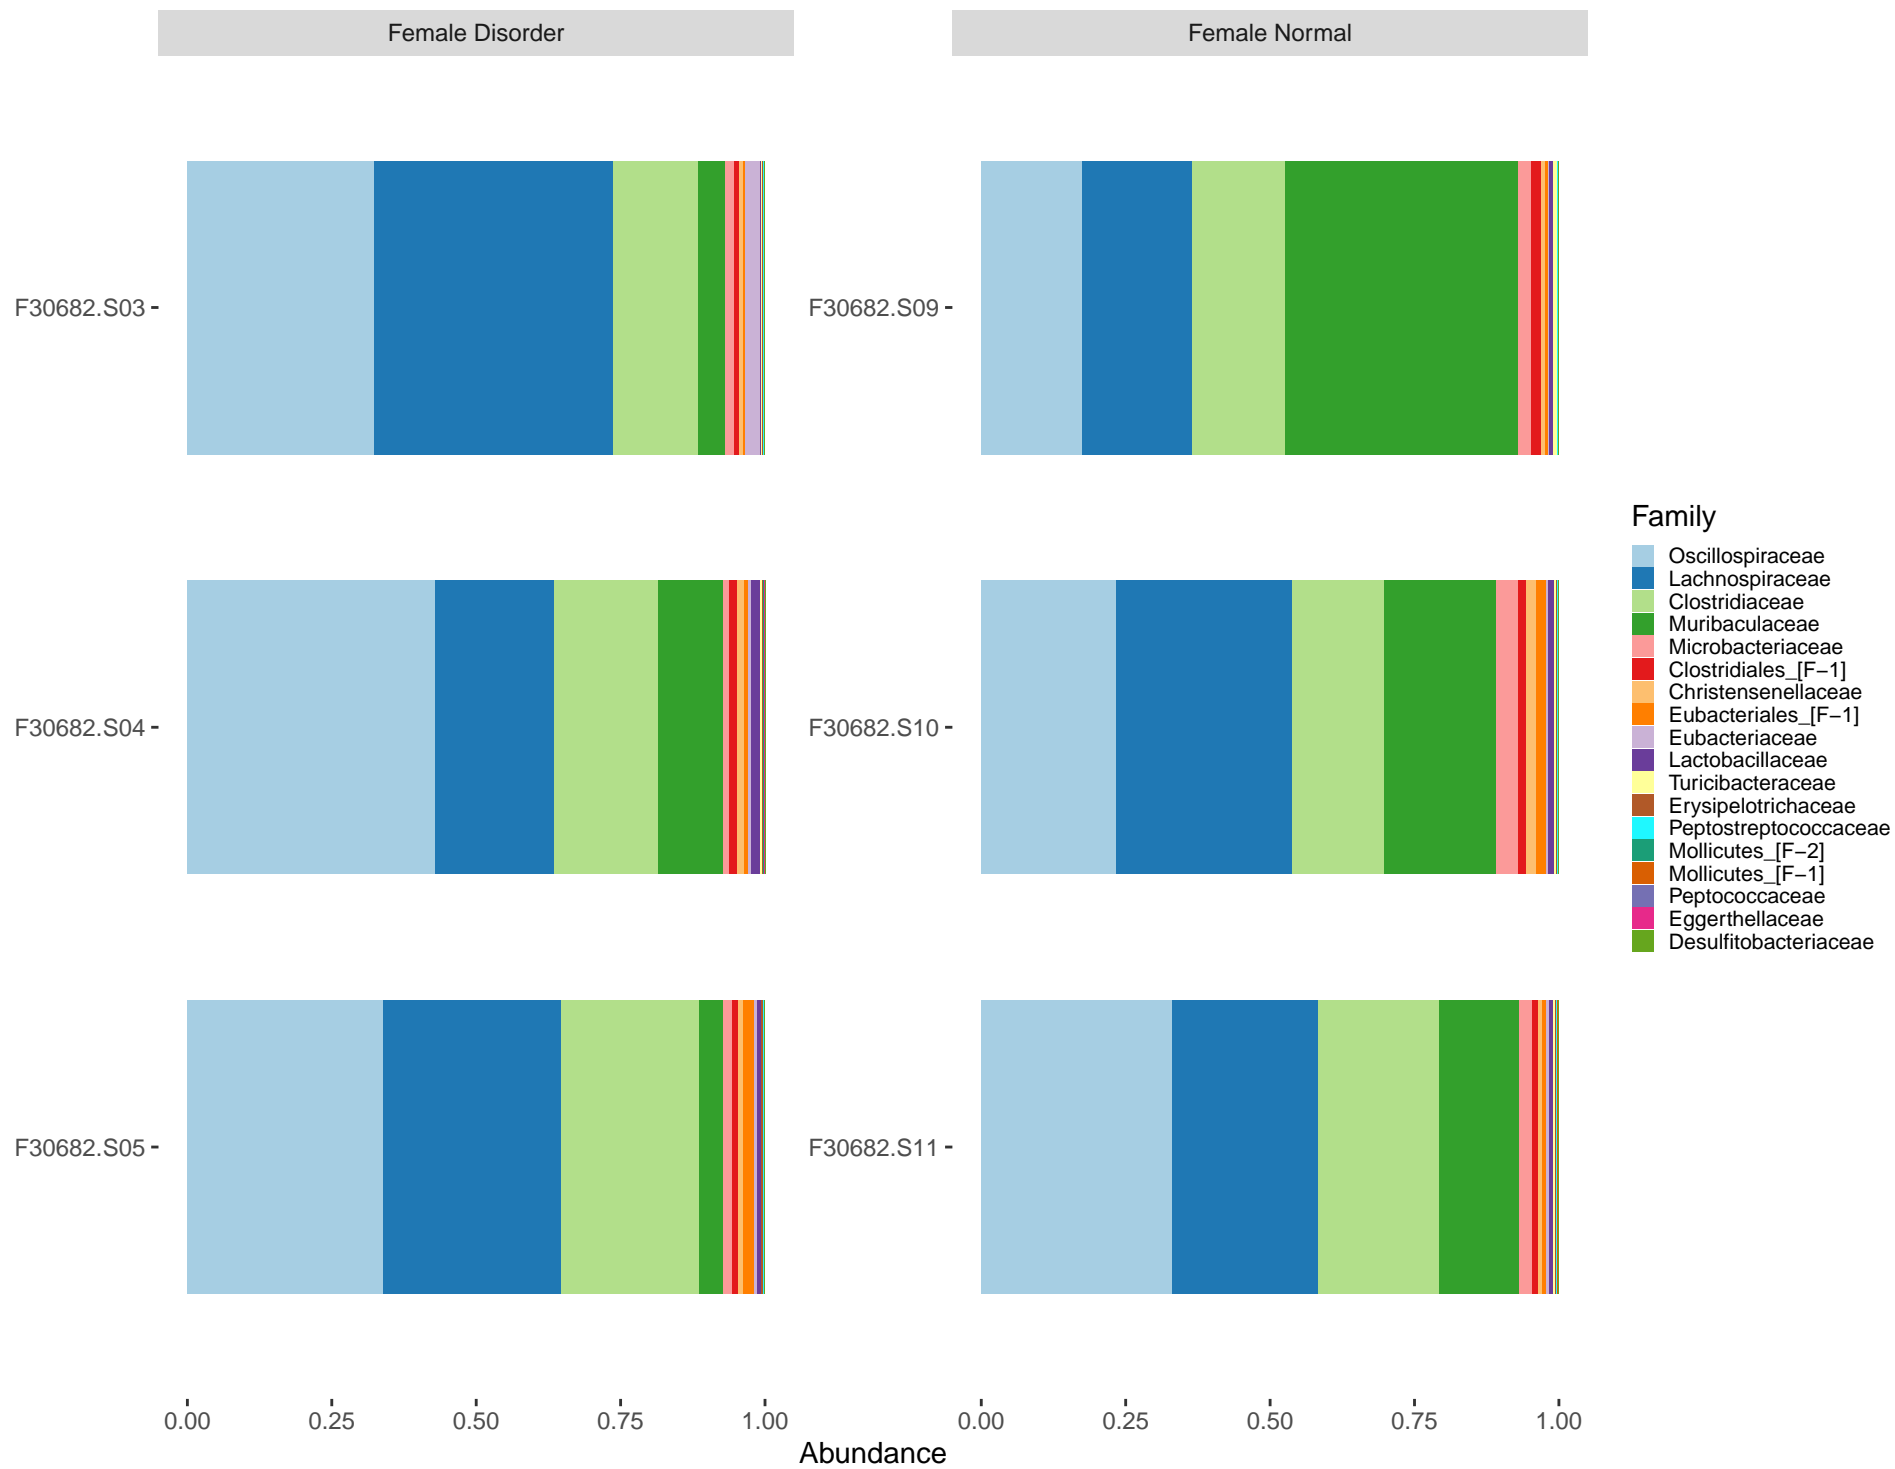 Female Disorder
Female Normal
F30682.S03
F30682.S09
F30682.S04
F30682.S10
F30682.S05
F30682.S11
0.00 0.25 0.50 0.75 1.00
0.00 0.25 0.50 0.75 1.00
Abundance
Family
Oscillospiraceae
Lachnospiraceae
Clostridiaceae
Muribaculaceae
Microbacteriaceae
Clostridiales_[F−1]
Christensenellaceae
Eubacteriales_[F−1]
Eubacteriaceae
Lactobacillaceae
Turicibacteraceae
Erysipelotrichaceae
Peptostreptococcaceae
Mollicutes_[F−2]
Mollicutes_[F−1]
Peptococcaceae
Eggerthellaceae
Desulfitobacteriaceae